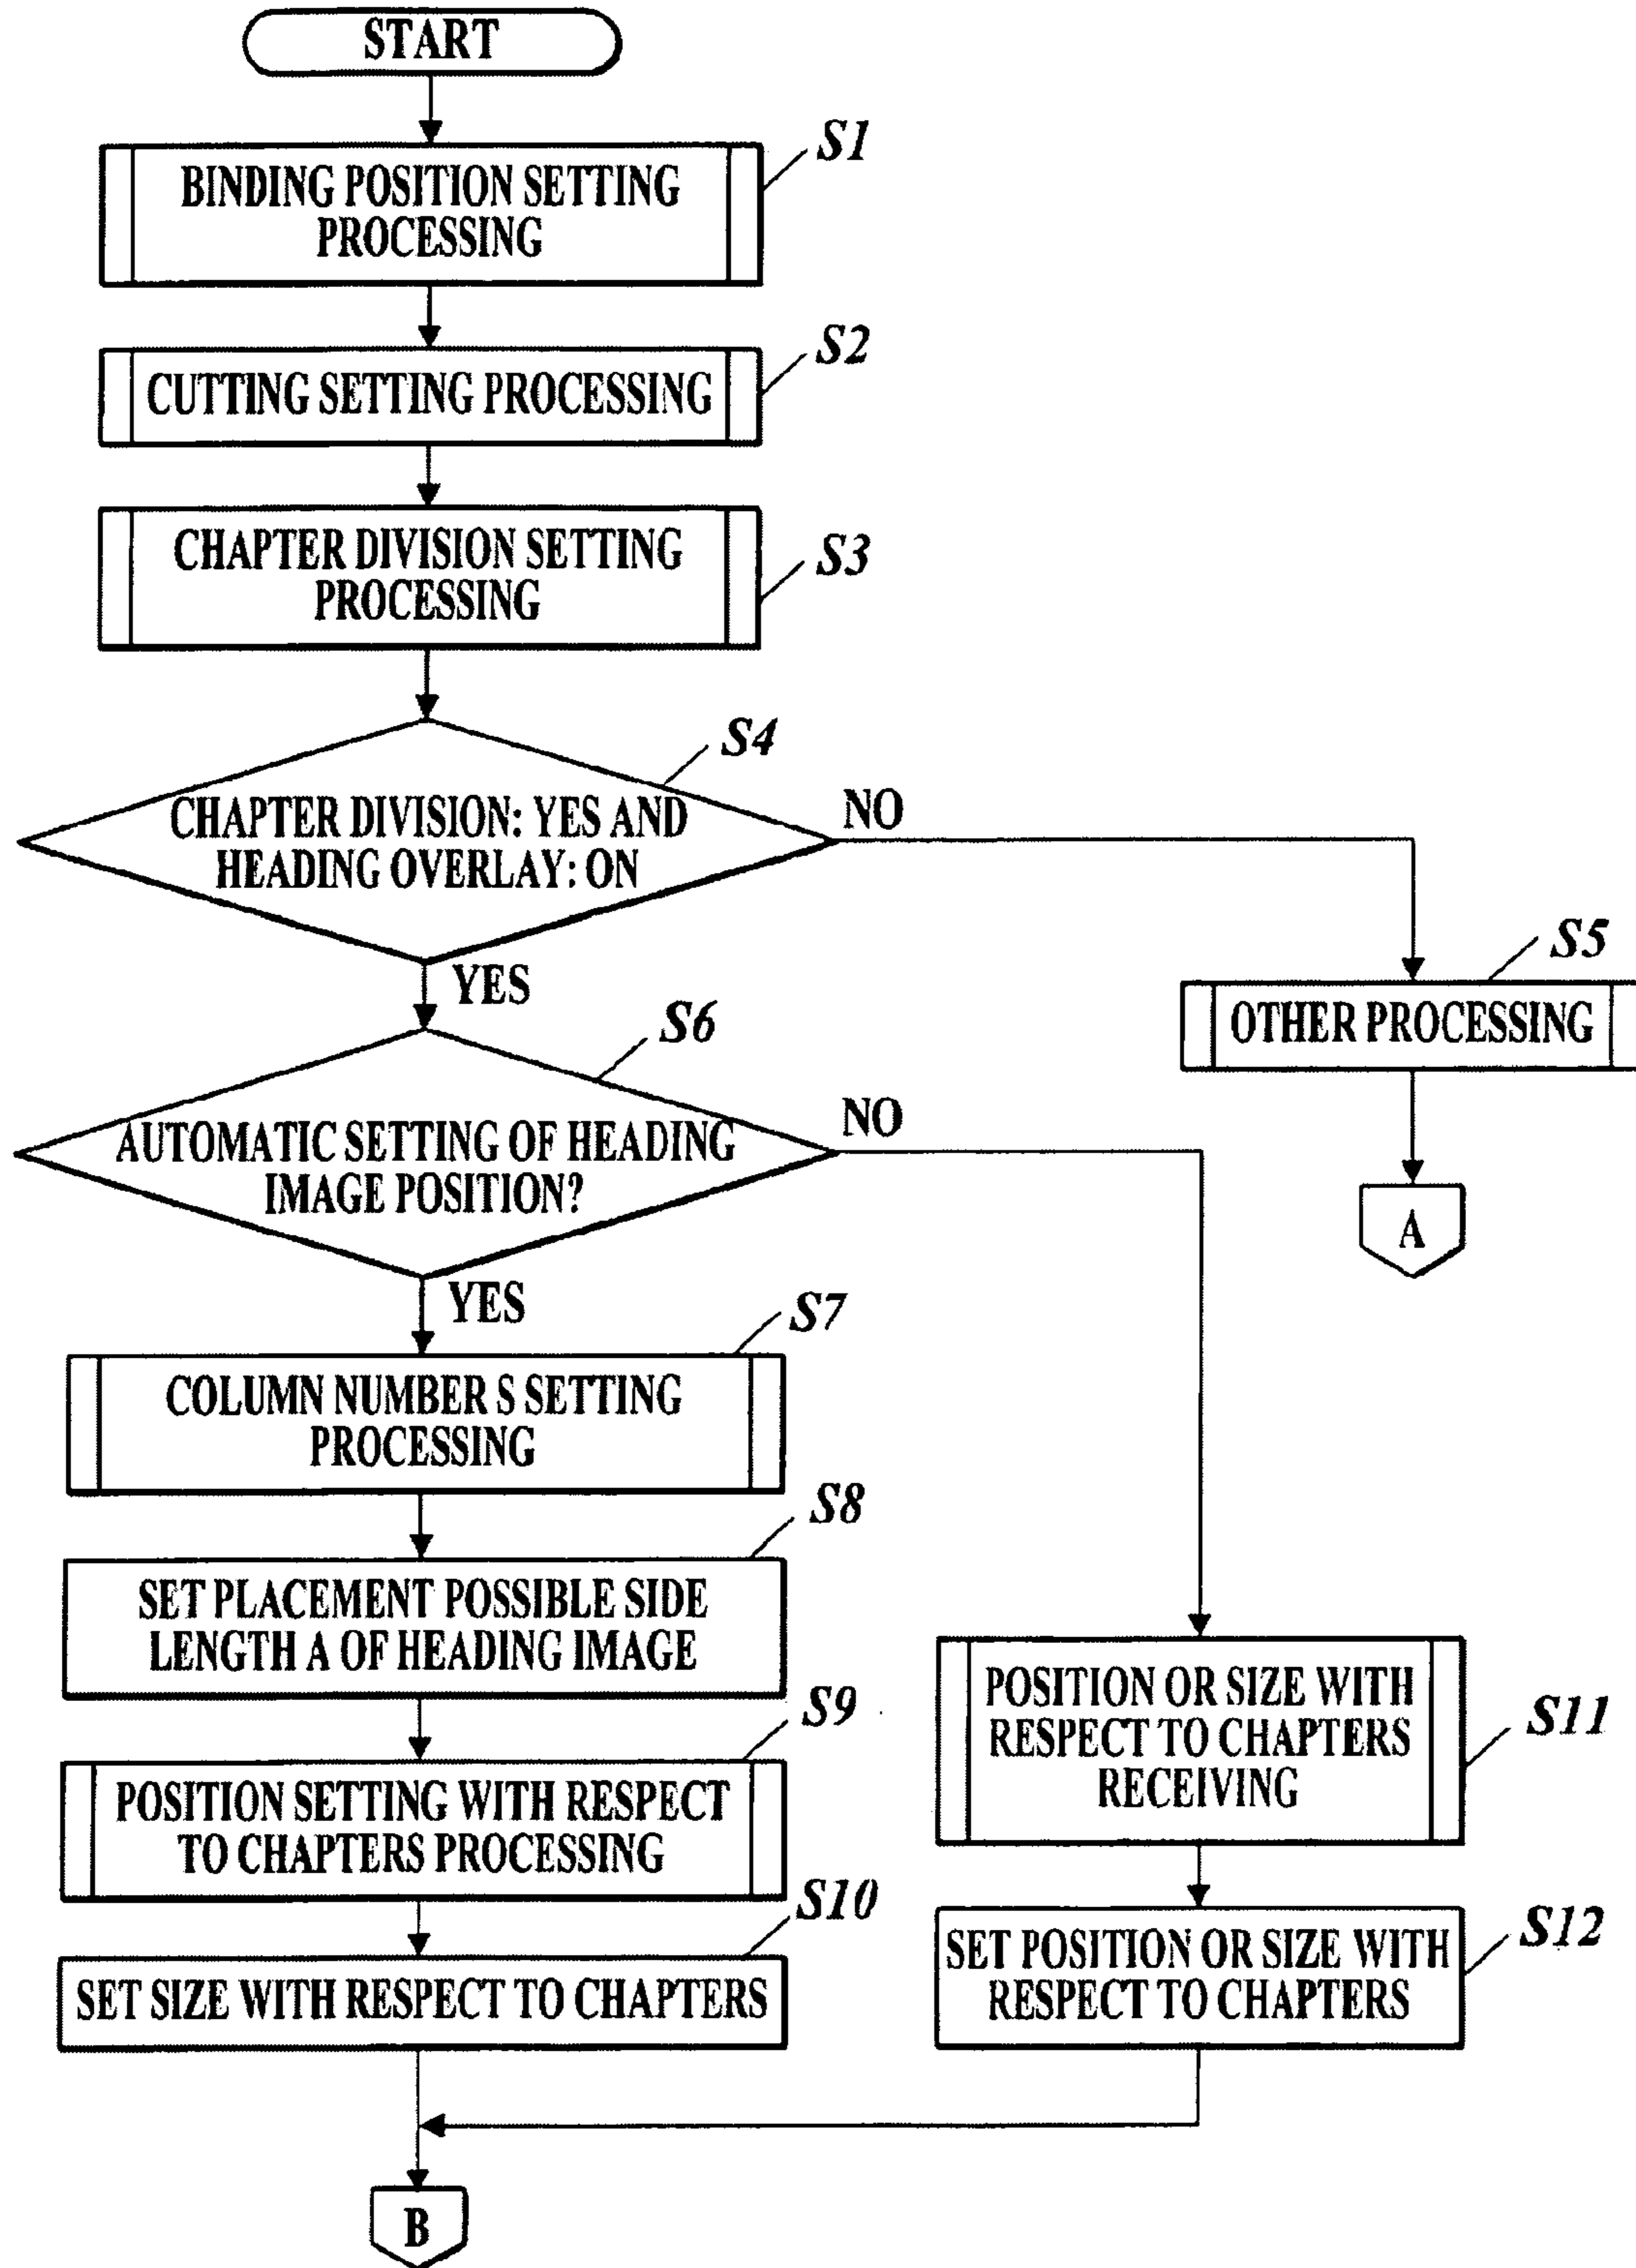 START
S1
BINDING POSITION SETTING
PROCESSING
S2
CUTTING SETTING PROCESSING
S3
CHAPTER DIVISION SETTING
PROCESSING
S4
CHAPTER DIVISION: YES AND
HEADING OVERLAY: ON
NO
YES
S5
OTHER PROCESSING
A
S6
AUTOMATIC SETTING OF HEADING
IMAGE POSITION?
NO
YES
S7
COLUMN NUMBER S SETTING
PROCESSING
S8
SET PLACEMENT POSSIBLE SIDE
LENGTH A OF HEADING IMAGE
S9
POSITION SETTING WITH RESPECT
TO CHAPTERS PROCESSING
S10
SET SIZE WITH RESPECT TO CHAPTERS
S11
POSITION OR SIZE WITH
RESPECT TO CHAPTERS
RECEIVING
S12
SET POSITION OR SIZE WITH
RESPECT TO CHAPTERS
B